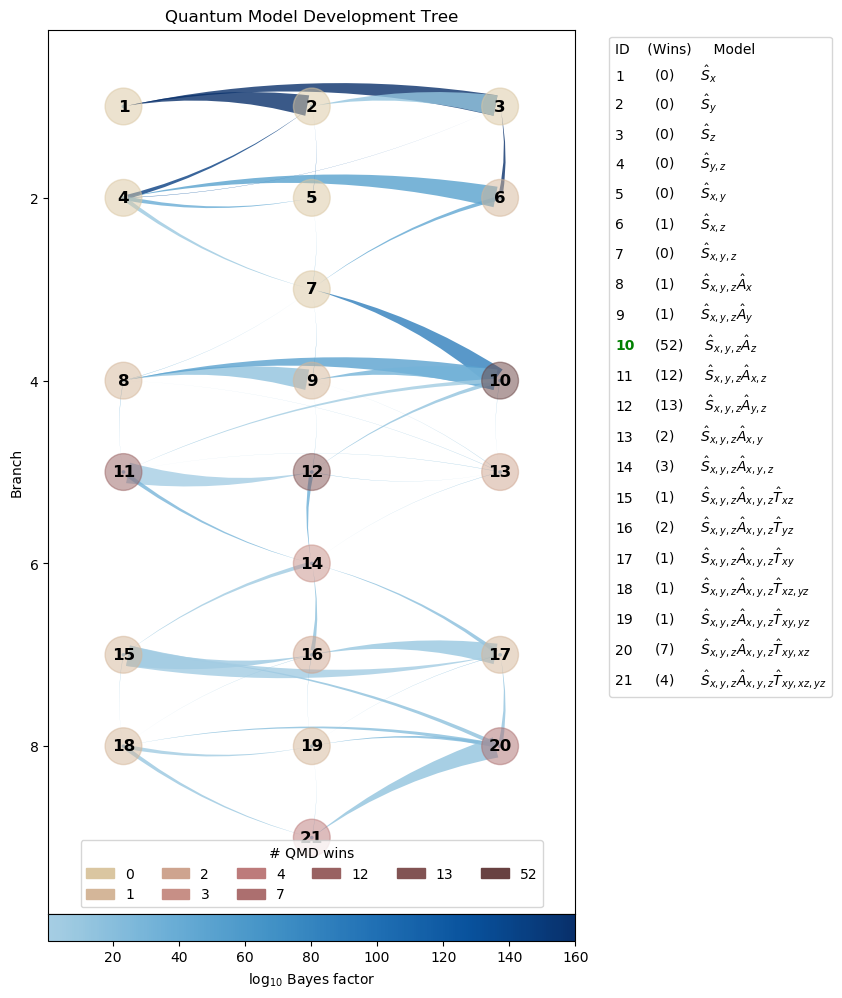 Quantum Model Development Tree
ID (Wins) Model
1 (0) Ŝ_x
2 (0) Ŝ_y
3 (0) Ŝ_z
4 (0) Ŝ_{y,z}
5 (0) Ŝ_{x,y}
6 (1) Ŝ_{x,z}
7 (0) Ŝ_{x,y,z}
8 (1) Ŝ_{x,y,z}Â_x
9 (1) Ŝ_{x,y,z}Â_y
10 (52) Ŝ_{x,y,z}Â_z
11 (12) Ŝ_{x,y,z}Â_{x,z}
12 (13) Ŝ_{x,y,z}Â_{y,z}
13 (2) Ŝ_{x,y,z}Â_{x,y}
14 (3) Ŝ_{x,y,z}Â_{x,y,z}
15 (1) Ŝ_{x,y,z}Â_{x,y,z}T̂_{xz}
16 (2) Ŝ_{x,y,z}Â_{x,y,z}T̂_{yz}
17 (1) Ŝ_{x,y,z}Â_{x,y,z}T̂_{xy}
18 (1) Ŝ_{x,y,z}Â_{x,y,z}T̂_{xz,yz}
19 (1) Ŝ_{x,y,z}Â_{x,y,z}T̂_{xy,yz}
20 (7) Ŝ_{x,y,z}Â_{x,y,z}T̂_{xy,xz}
21 (4) Ŝ_{x,y,z}Â_{x,y,z}T̂_{xy,xz,yz}
Branch
2
4
6
8
1 2 3
4 5 6
7
8 9 10
11 12 13
14
15 16 17
18 19 20
21
# QMD wins
0 2 4 12 13 52
1 3 7
20 40 60 80 100 120 140 160
log₁₀ Bayes factor